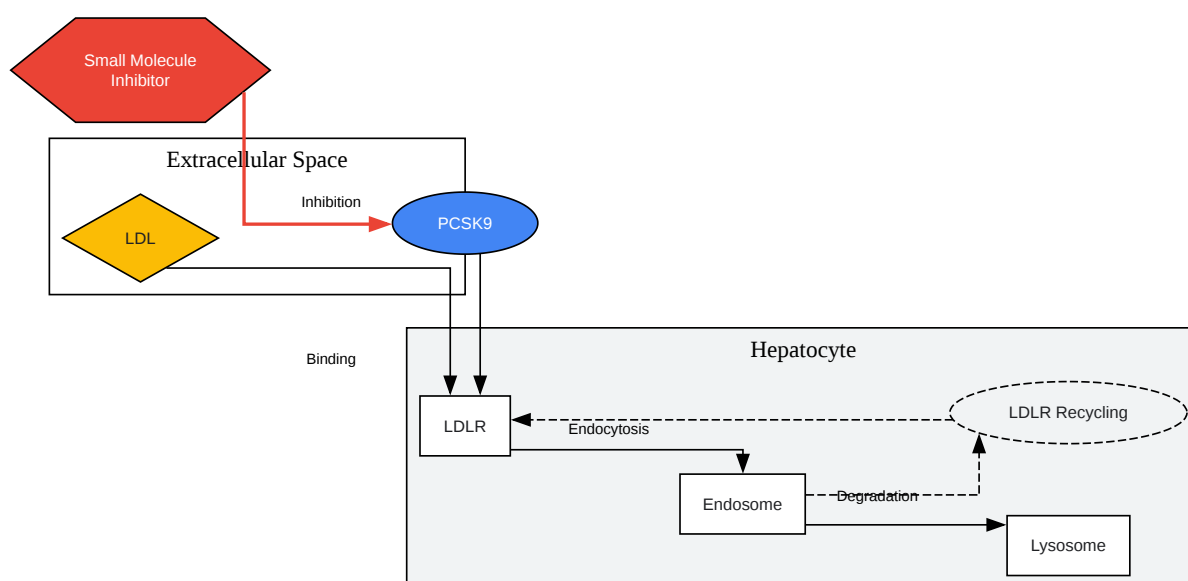 Small Molecule
Inhibitor
Extracellular Space
Inhibition
PCSK9
LDL
Binding
Hepatocyte
LDLR Recycling
LDLR
Endocytosis
Degradation
Endosome
Lysosome